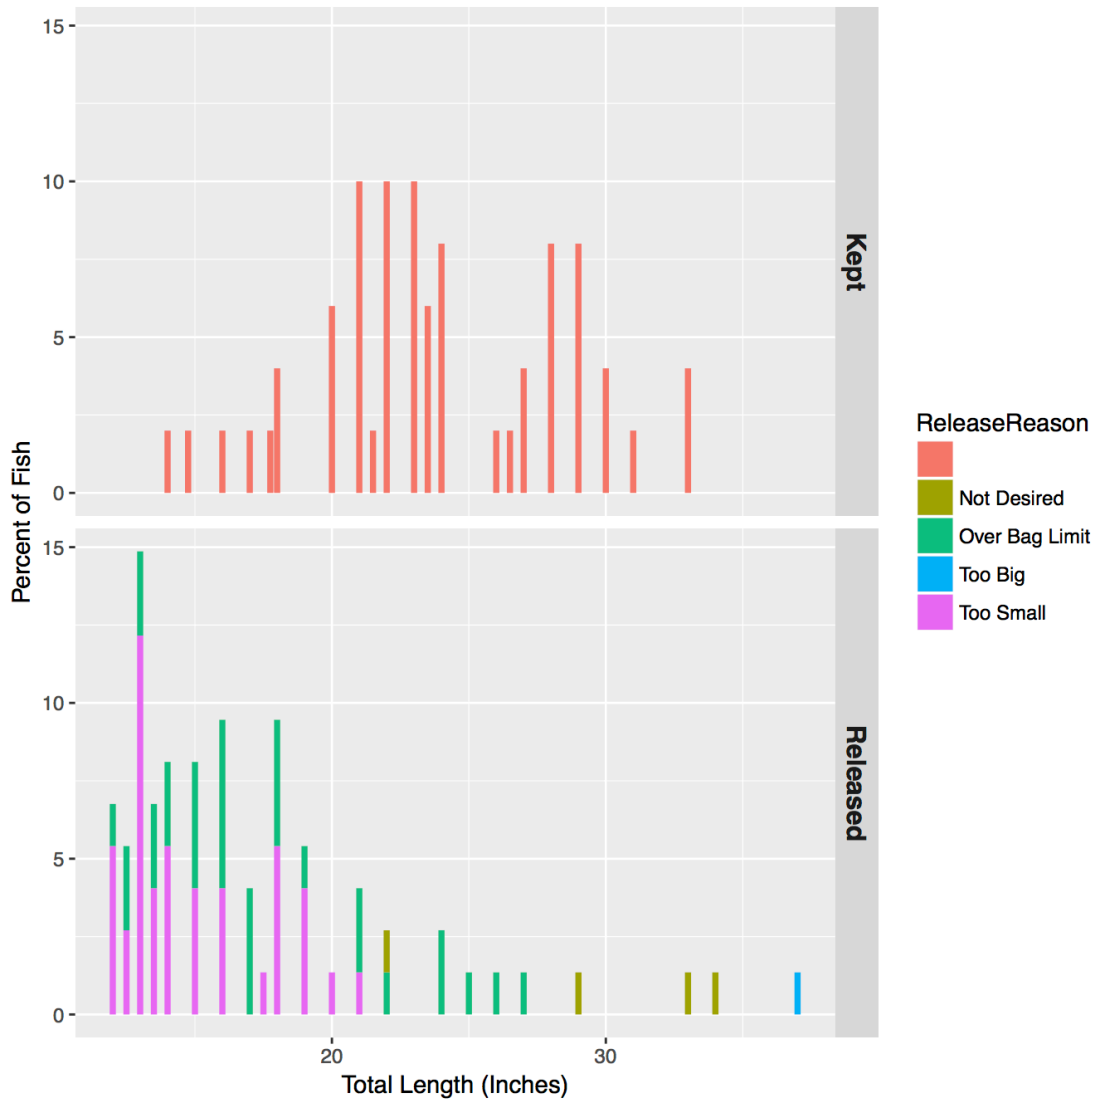 15
10
5
0
Kept
15
10
5
0
Released
20
30
Total Length (Inches)
Percent of Fish
ReleaseReason
Not Desired
Over Bag Limit
Too Big
Too Small